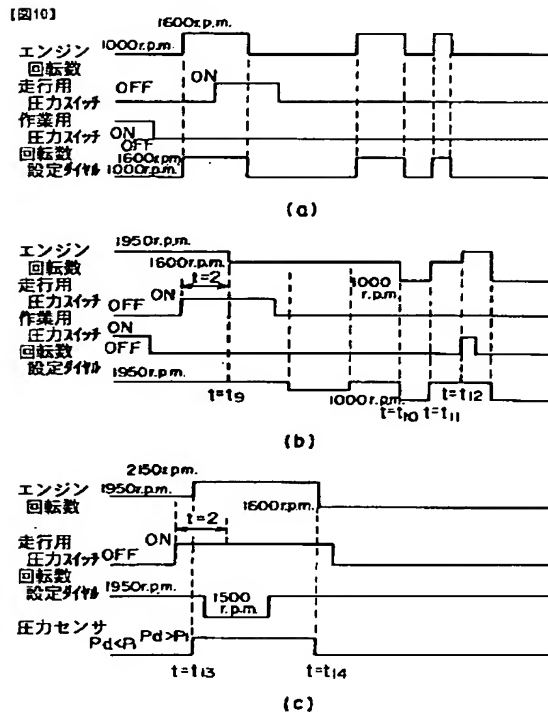 【図10】
1600r.p.m.
エンジン 1000r.p.m.
回転数
走行用 OFF ON
圧力スイッチ
作業用
圧力スイッチ ON
OFF
回転数 1600r.p.m.
設定ダイヤル 1000r.p.m.
(a)
エンジン 1950r.p.m.
回転数 1600r.p.m.
走行用 t=2 1000
圧力スイッチ ON r.p.m.
OFF
作業用
圧力スイッチ ON
回転数 OFF
設定ダイヤル
1950r.p.m. t=t12
t=t9 1000r.p.m. t=t10 t=t11
(b)
2150r.p.m.
エンジン 1950r.p.m.
回転数 1600r.p.m.
t=2
走行用 ON
圧力スイッチ OFF
回転数
設定ダイヤル 1950r.p.m. 1500
r.p.m.
圧力センサ
Pd<P1 Pd>P1
t=t13 t=t14
(c)